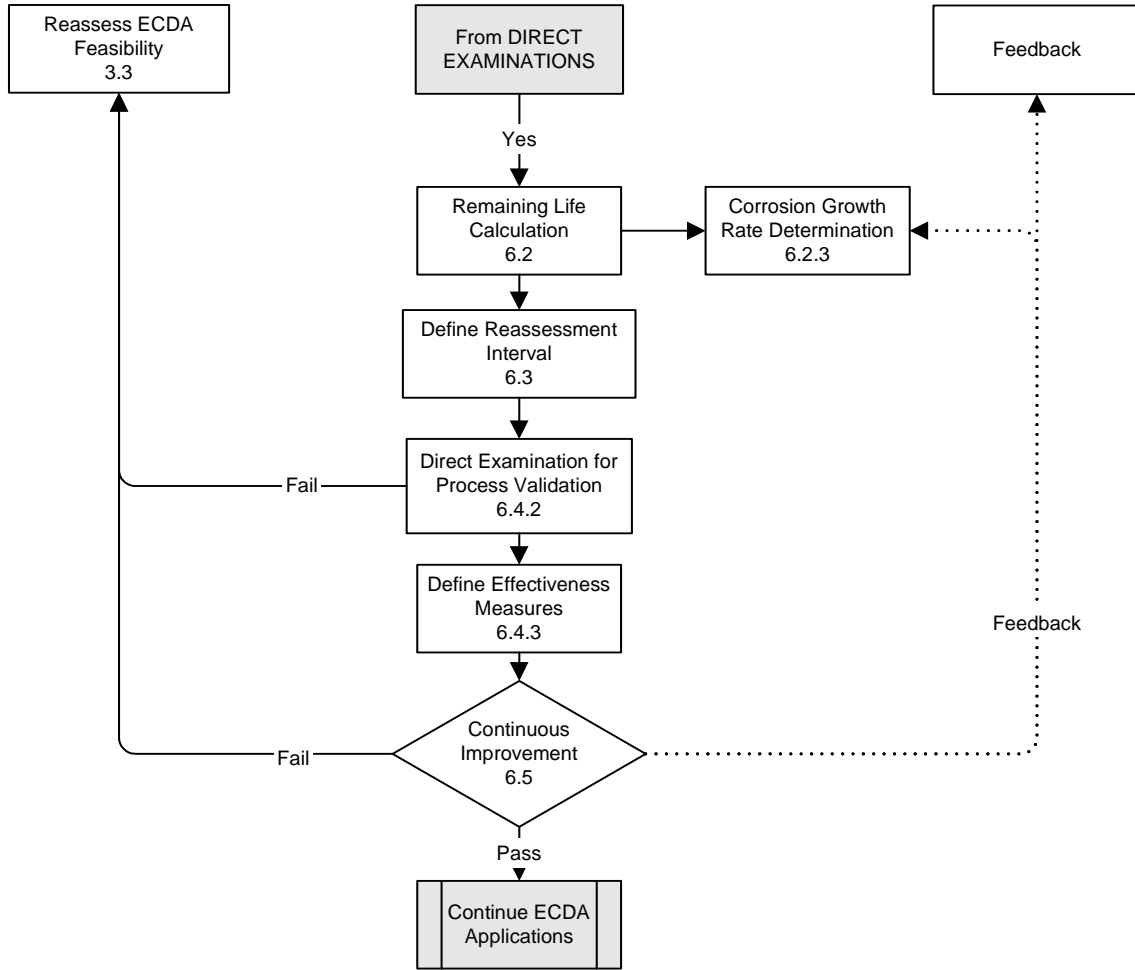 Reassess ECDA
Feasibility
3.3
From DIRECT
EXAMINATIONS
Feedback
Yes
Remaining Life
Calculation
6.2
Corrosion Growth
Rate Determination
6.2.3
Define Reassessment
Interval
6.3
Direct Examination for
Process Validation
6.4.2
Fail
Define Effectiveness
Measures
6.4.3
Feedback
Continuous
Improvement
6.5
Fail
Pass
Continue ECDA
Applications